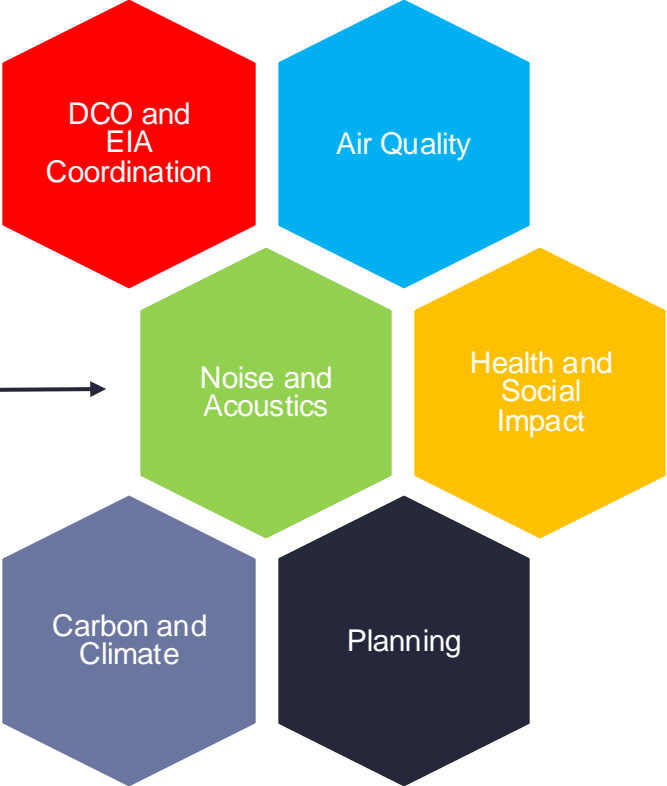 DCO and
EIA
Coordination
Air Quality
Noise and
Acoustics
Health and
Social
Impact
Carbon and
Climate
Planning